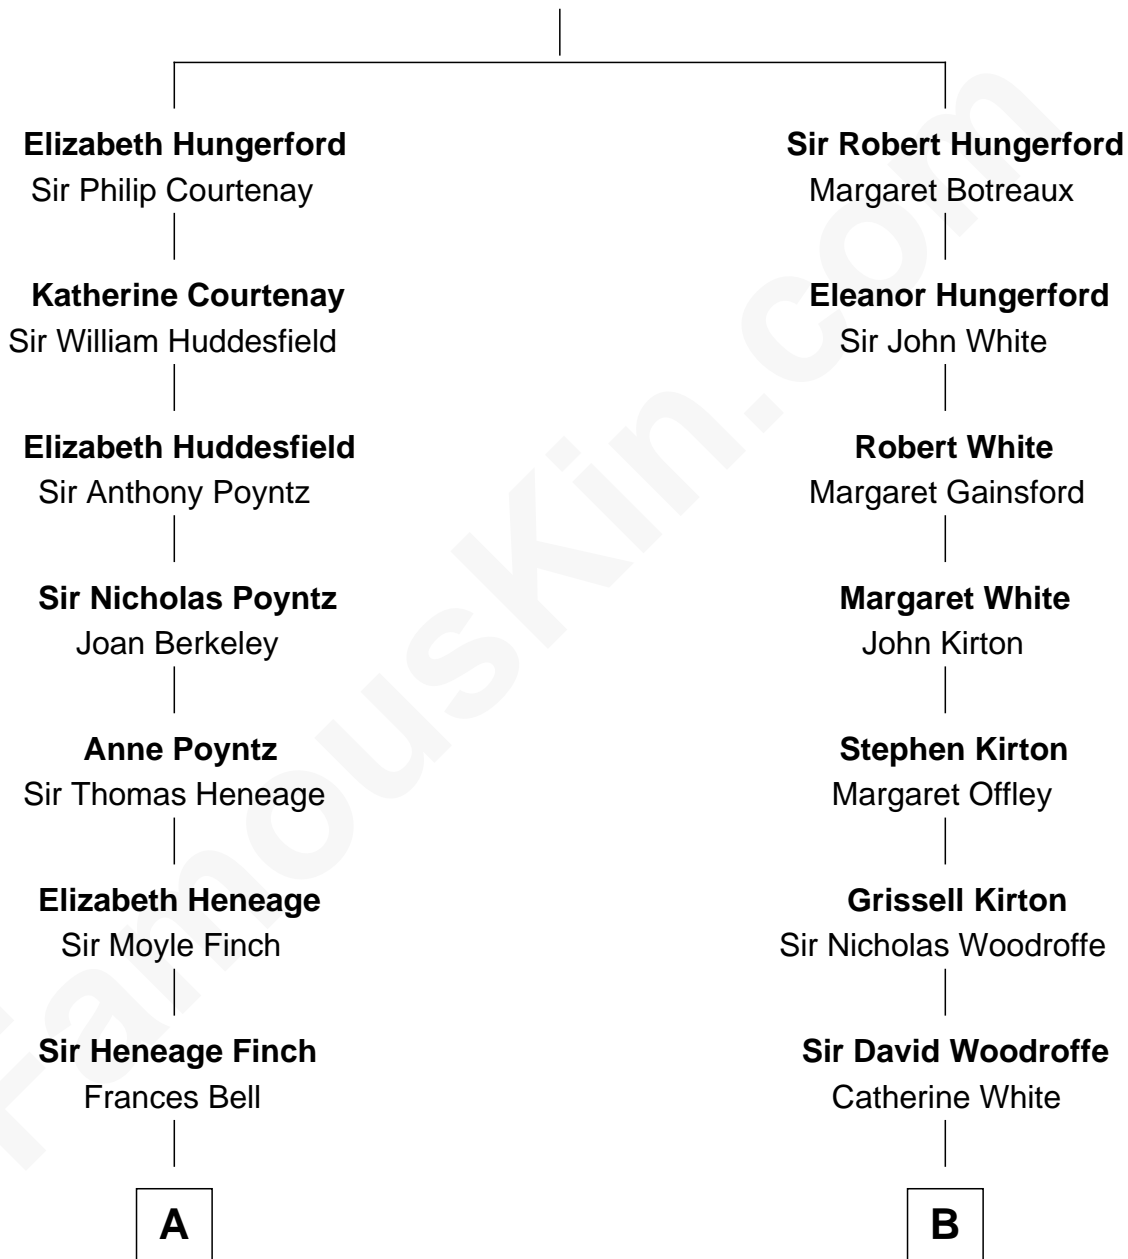 Elizabeth Hungerford
Sir Philip Courtenay
Katherine Courtenay
Sir William Huddesfield
Elizabeth Huddesfield
Sir Anthony Poyntz
Sir Nicholas Poyntz
Joan Berkeley
Anne Poyntz
Sir Thomas Heneage
Elizabeth Heneage
Sir Moyle Finch
Sir Heneage Finch
Frances Bell
A
Sir Robert Hungerford
Margaret Botreaux
Eleanor Hungerford
Sir John White
Robert White
Margaret Gainsford
Margaret White
John Kirton
Stephen Kirton
Margaret Offley
Grissell Kirton
Sir Nicholas Woodroffe
Sir David Woodroffe
Catherine White
B
FamousKin.com